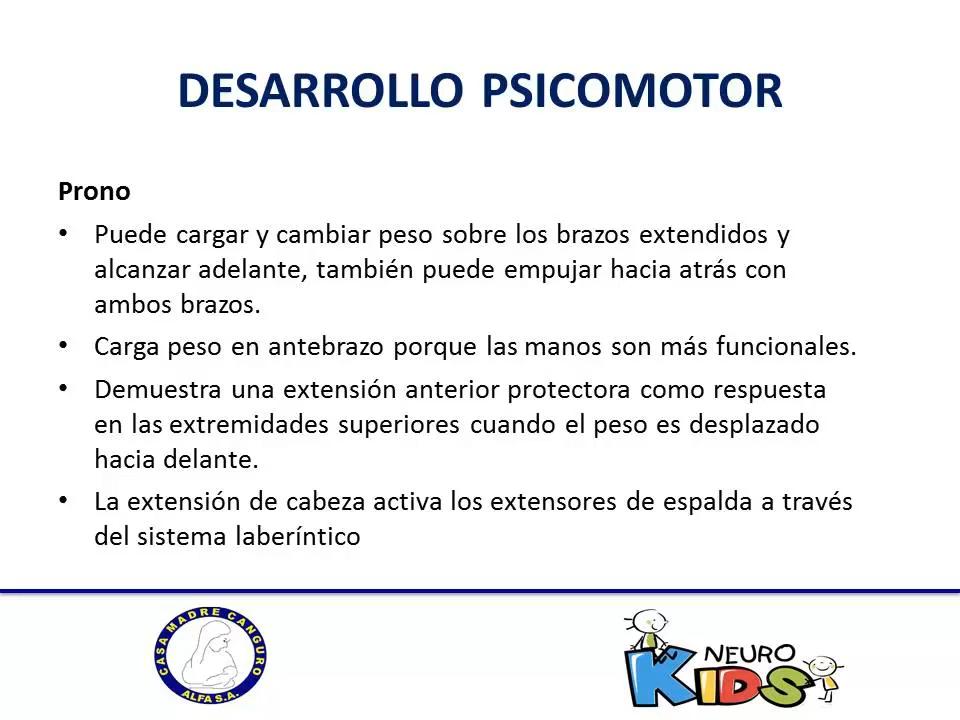 DESARROLLO PSICOMOTOR
Prono
• Puede cargar y cambiar peso sobre los brazos extendidos y
alcanzar adelante, también puede empujar hacia atrás con
ambos brazos.
• Carga peso en antebrazo porque las manos son más funcionales.
• Demuestra una extensión anterior protectora como respuesta
en las extremidades superiores cuando el peso es desplazado
hacia delante.
• La extensión de cabeza activa los extensores de espalda a través
del sistema laberíntico
CASA MADRE CANGURO
ALFA S.A.
NEURO
KIDS